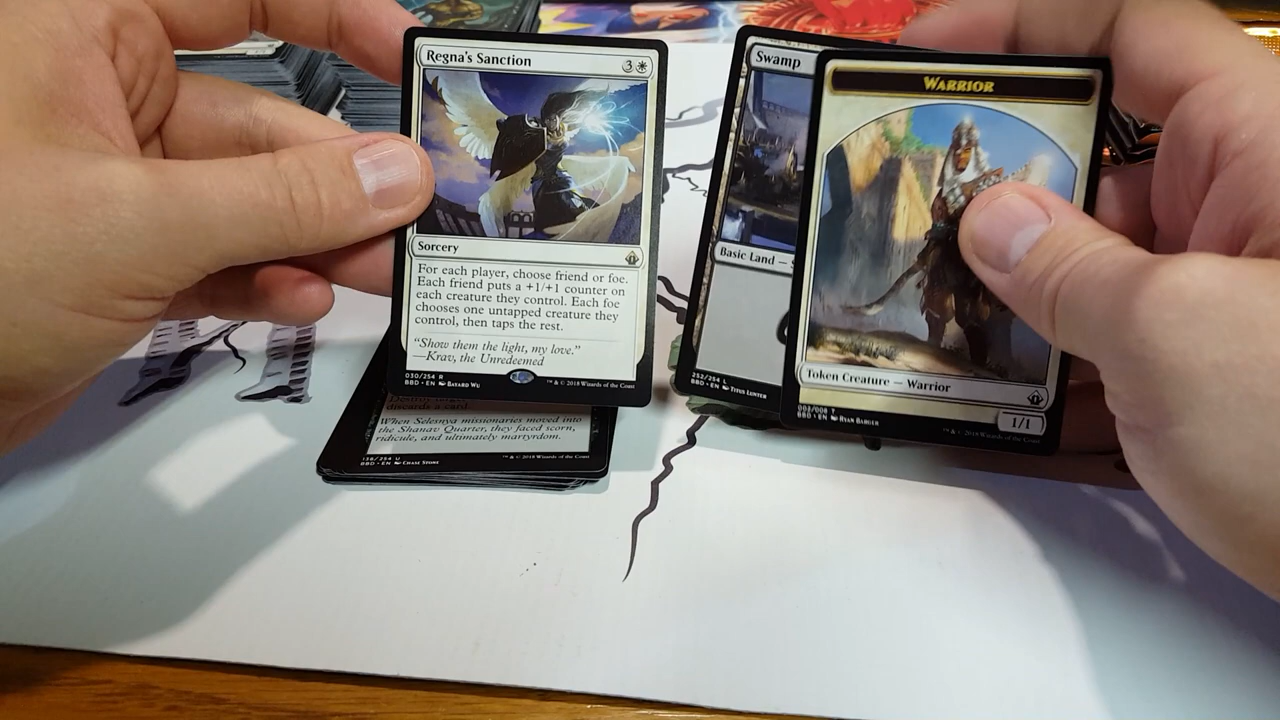 Regna's Sanction 3
Sorcery
For each player, choose friend or foe.
Each friend puts a +1/+1 counter on
each creature they control. Each foe
chooses one untapped creature they
control, then taps the rest.
"Show them the light, my love."
—Krav, the Unredeemed
030/254 R
BBD • EN Bayard Wu ™ & © 2018 Wizards of the Coast
discards a card
When Selesnya missionaries moved into
the Shanav Quarter, they faced scorn,
ridicule, and ultimately martyrdom.
136/254 U
BBD • EN Chase Stone ™ & © 2018 Wizards of the Coast
Swamp
Basic Land —
252/254 L
BBD • EN Titus Lunter
Warrior
Token Creature — Warrior
1/1
003/008 T
BBD • EN Ryan Barger ™ & © 2018 Wizards of the Coast